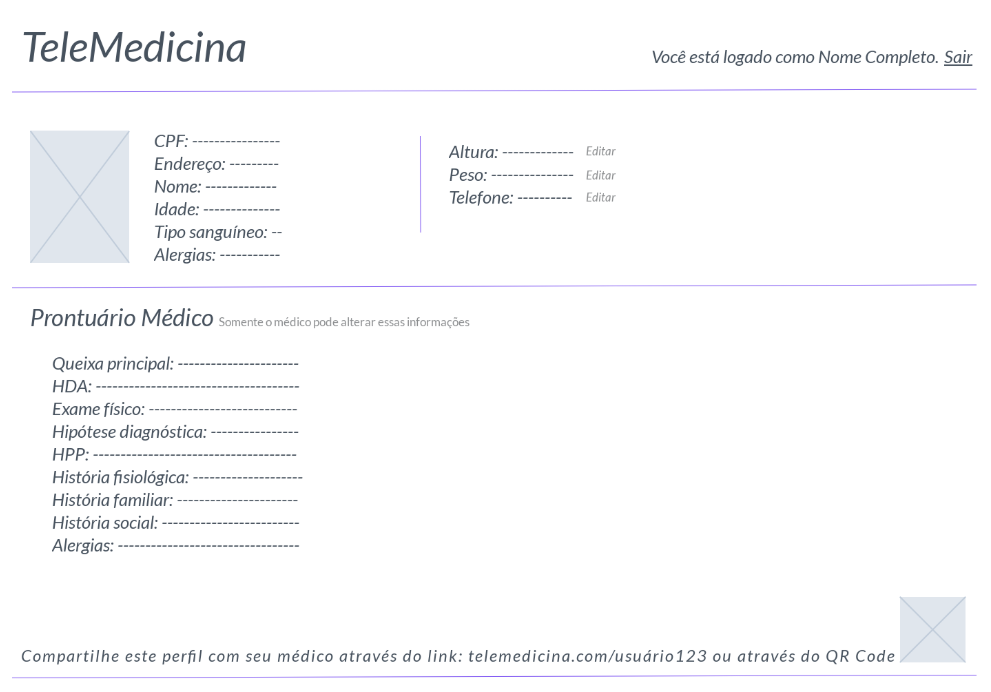 TeleMedicina
Você está logado como Nome Completo. Sair
CPF: ----------------
Endereço: ---------
Nome: -------------
Idade: --------------
Tipo sanguíneo: --
Alergias: -----------
Altura: ------------- Editar
Peso: --------------- Editar
Telefone: ---------- Editar
Prontuário Médico Somente o médico pode alterar essas informações
Queixa principal: ----------------------
HDA: -------------------------------------
Exame físico: ---------------------------
Hipótese diagnóstica: ----------------
HPP: -------------------------------------
História fisiológica: --------------------
História familiar: ----------------------
História social: -------------------------
Alergias: ---------------------------------
Compartilhe este perfil com seu médico através do link: telemedicina.com/usuário123 ou através do QR Code